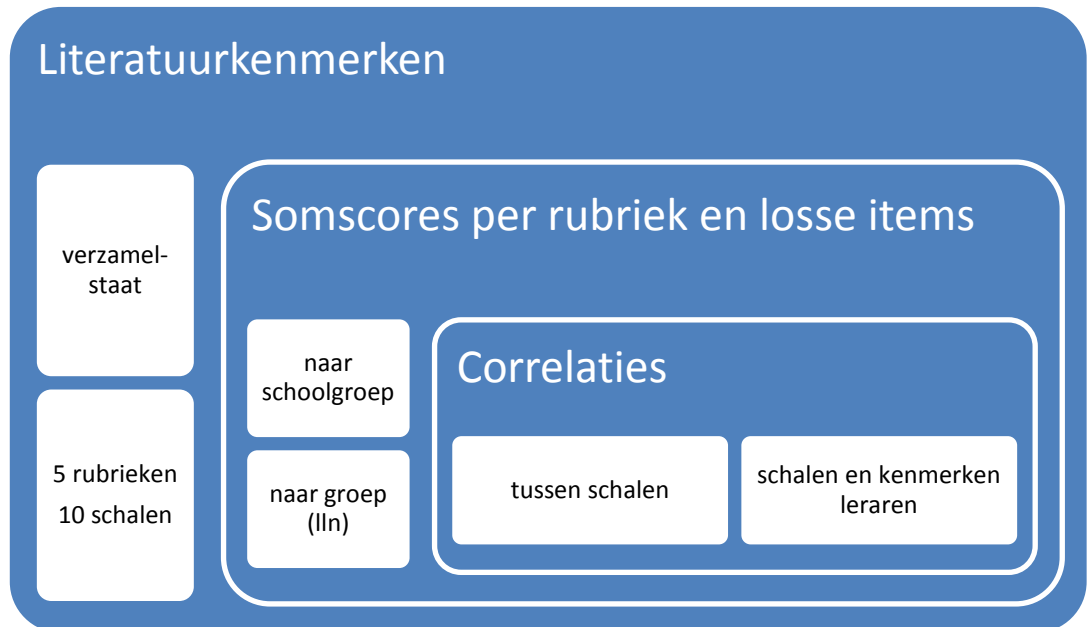 Literatuurkenmerken
verzamel-
staat
5 rubrieken
10 schalen
Somscores per rubriek en losse items
naar
schoolgroep
naar groep
(lln)
Correlaties
tussen schalen
schalen en kenmerken
leraren